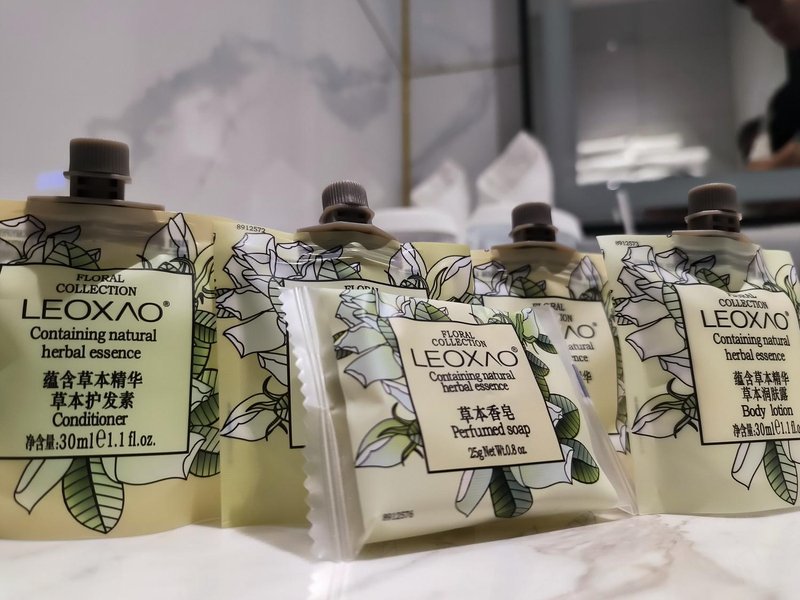 FLORAL
COLLECTION
LEOXAO®
Containing natural
herbal essence
蕴含草本精华
草本护发素
Conditioner
净含量:30ml e 1.1 fl.oz.
8912572
FLORAL
COLLECTION
LEOXAO®
Containing natural
herbal essence
草本香皂
Perfumed soap
25g Net Wt.0.8 oz
8912576
COLLECTION
LEOXAO®
Containing natural
herbal essence
蕴含草本精华
草本润肤露
Body lotion
净含量:30ml e 1.1 fl.oz.